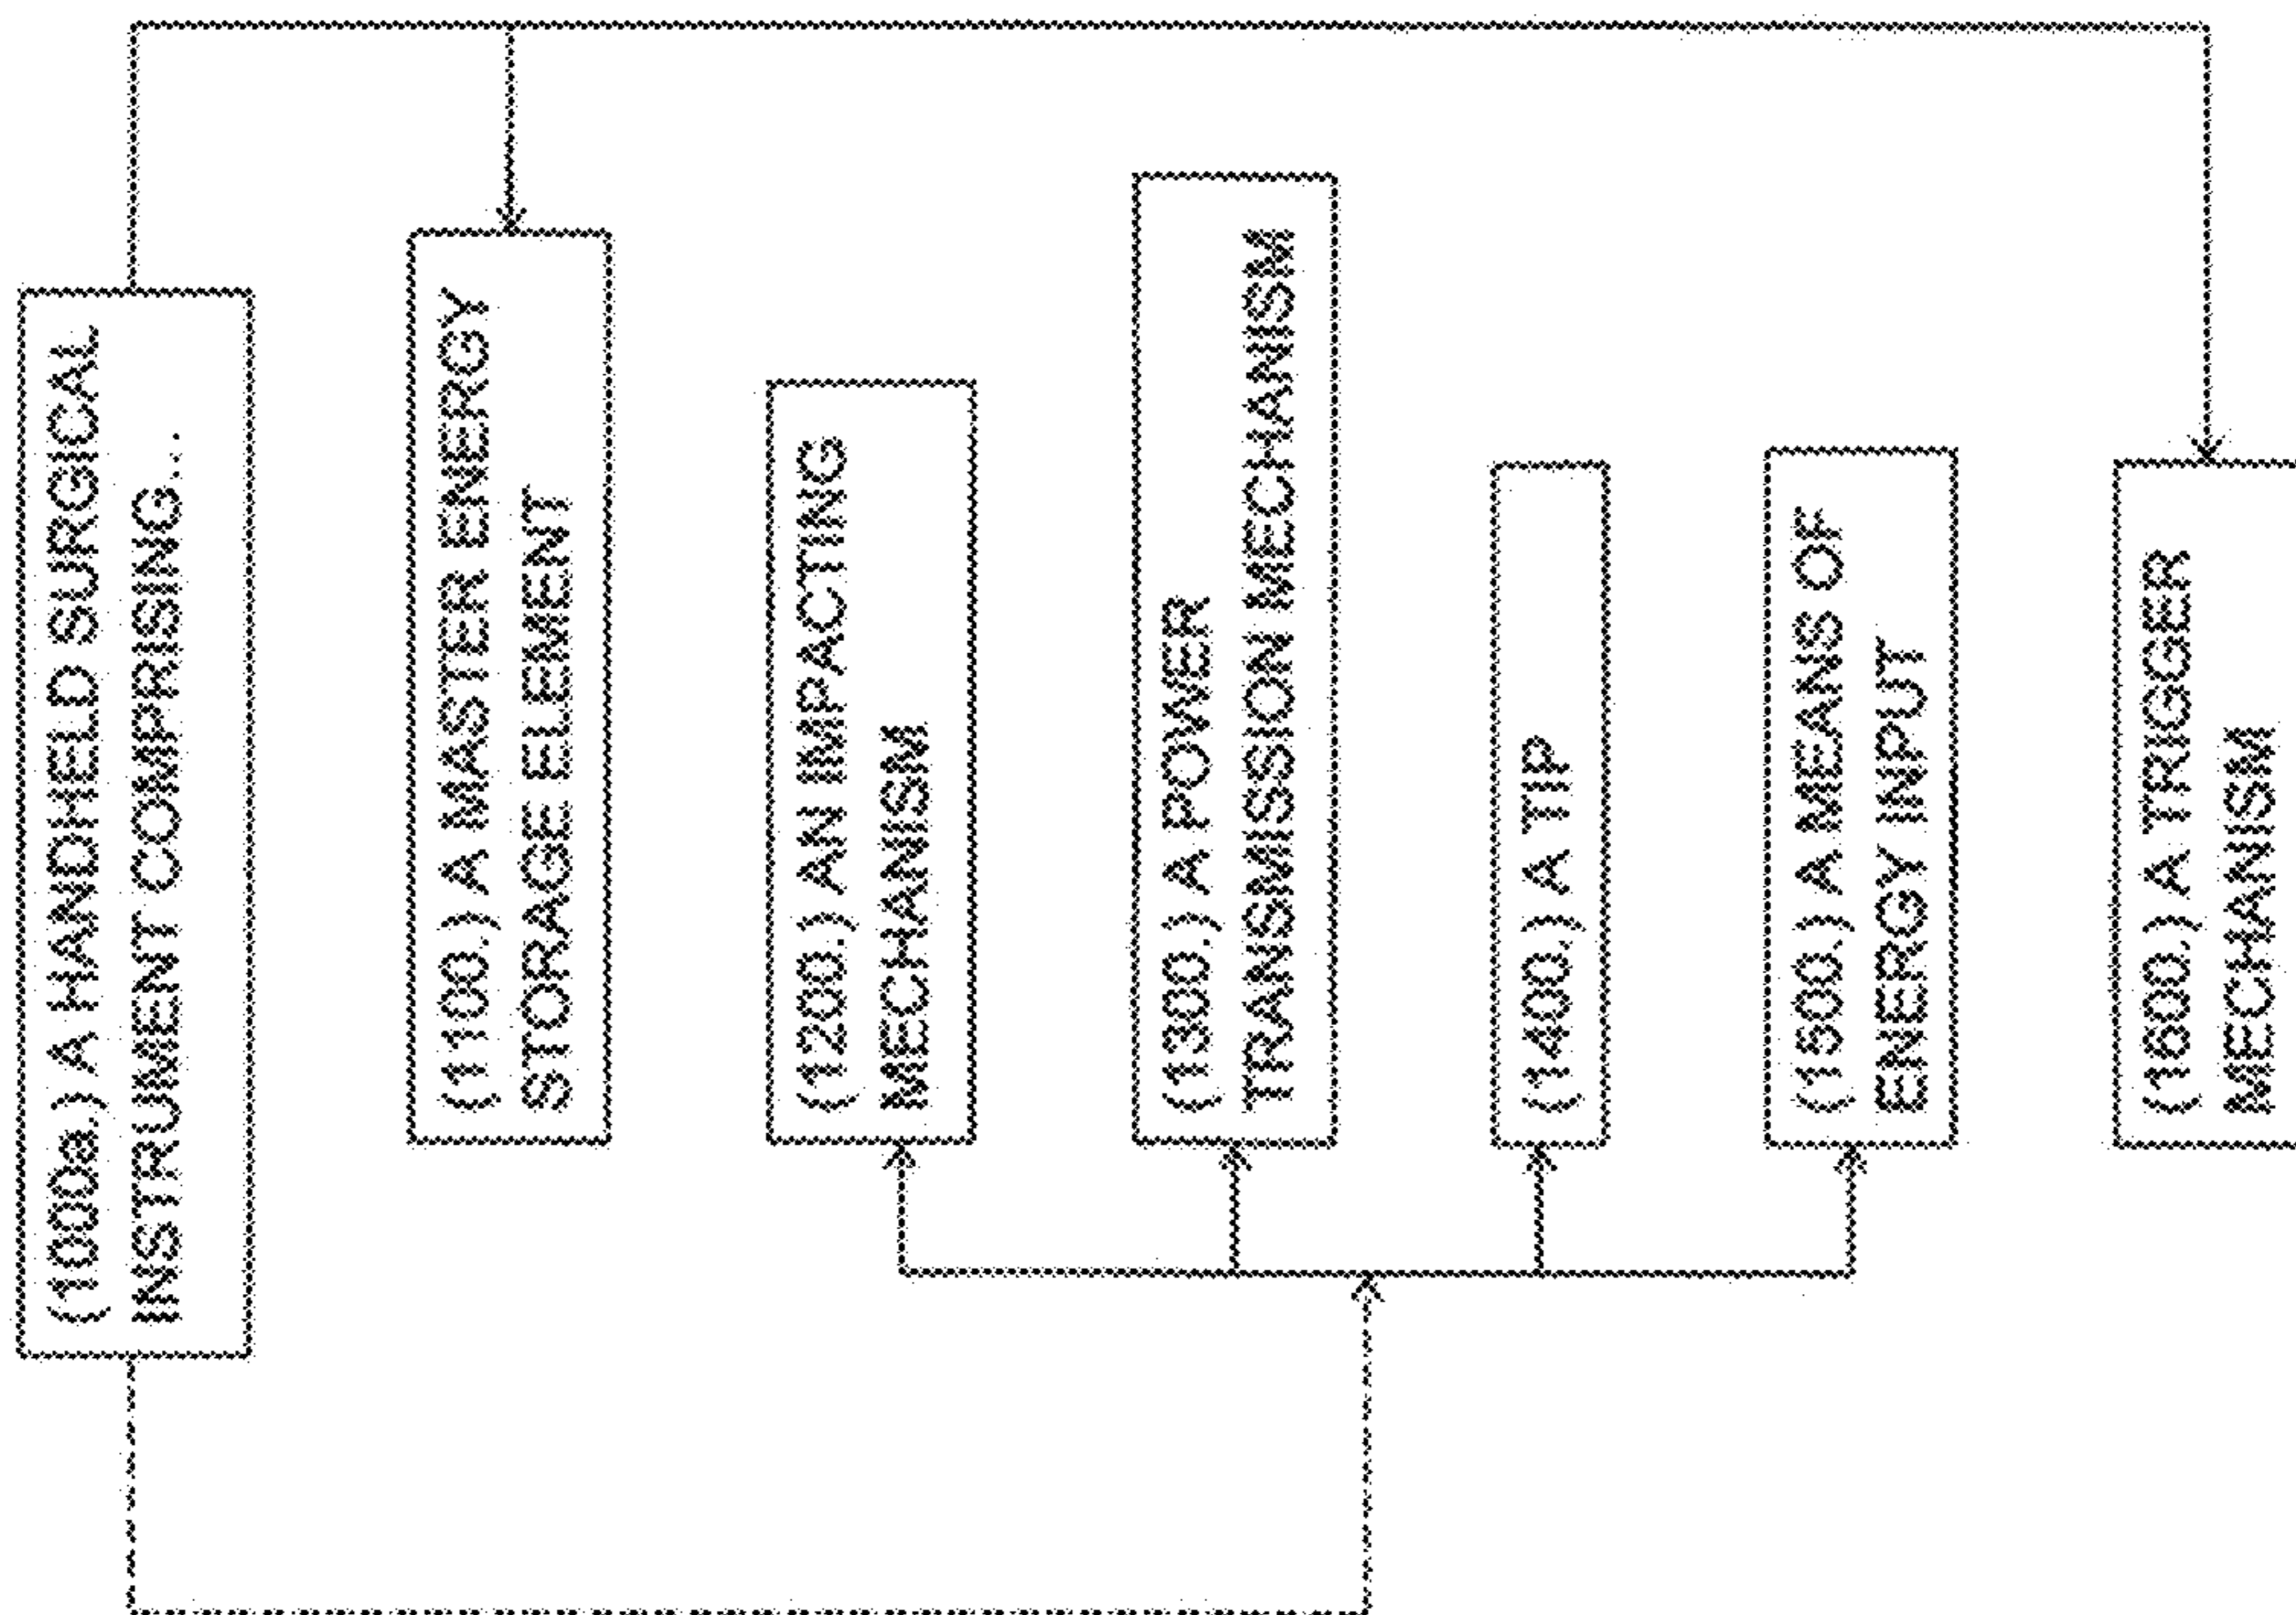 (1000a.) A HANDHELD SURGICAL
INSTRUMENT COMPRISING...
(1100.) A MASTER ENERGY
STORAGE ELEMENT
(1200.) AN IMPACTING
MECHANISM
(1300.) A POWER
TRANSMISSION MECHANISM
(1400.) A TIP
(1500.) A MEANS OF
ENERGY INPUT
(1600.) A TRIGGER
MECHANISM